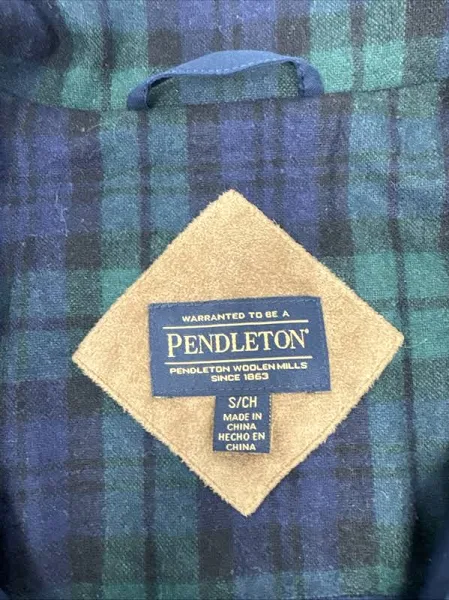 WARRANTED TO BE A
PENDLETON®
PENDLETON WOOLEN MILLS
SINCE 1863
S/CH
MADE IN
CHINA
HECHO EN
CHINA